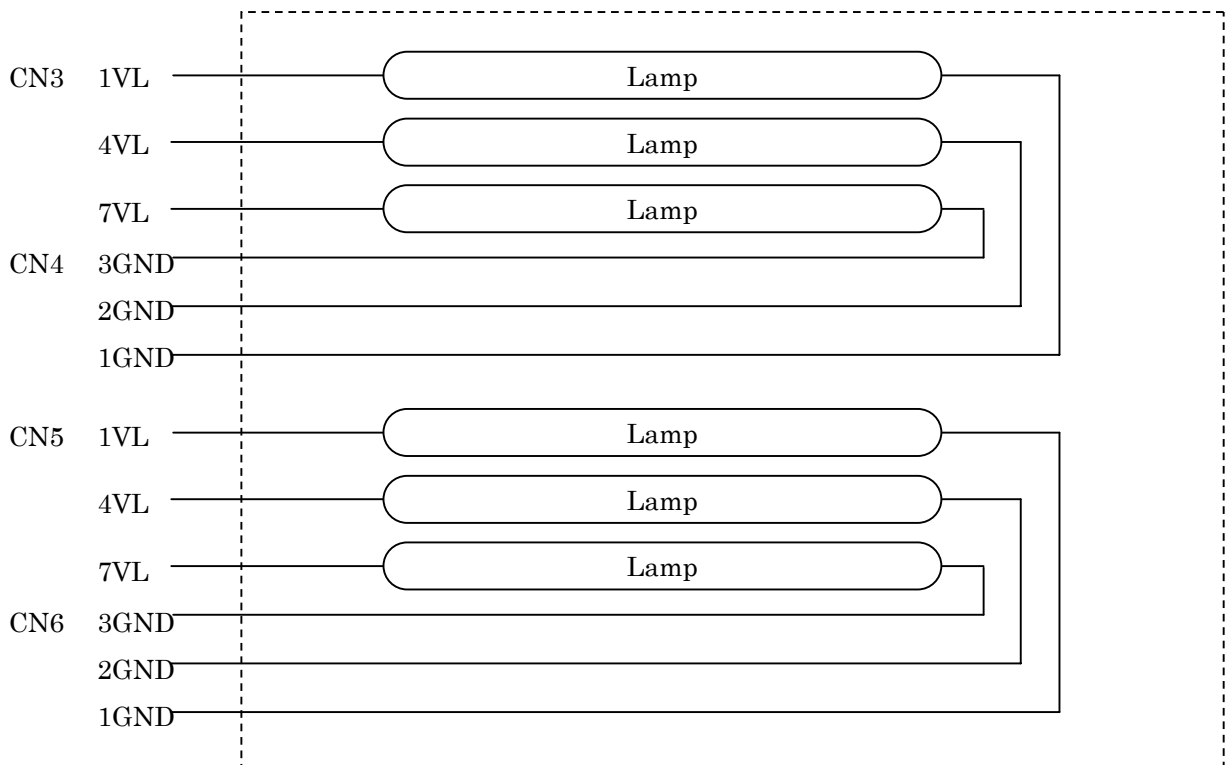 CN3 1VL Lamp
4VL Lamp
7VL Lamp
CN4 3GND
2GND
1GND
CN5 1VL Lamp
4VL Lamp
7VL Lamp
CN6 3GND
2GND
1GND